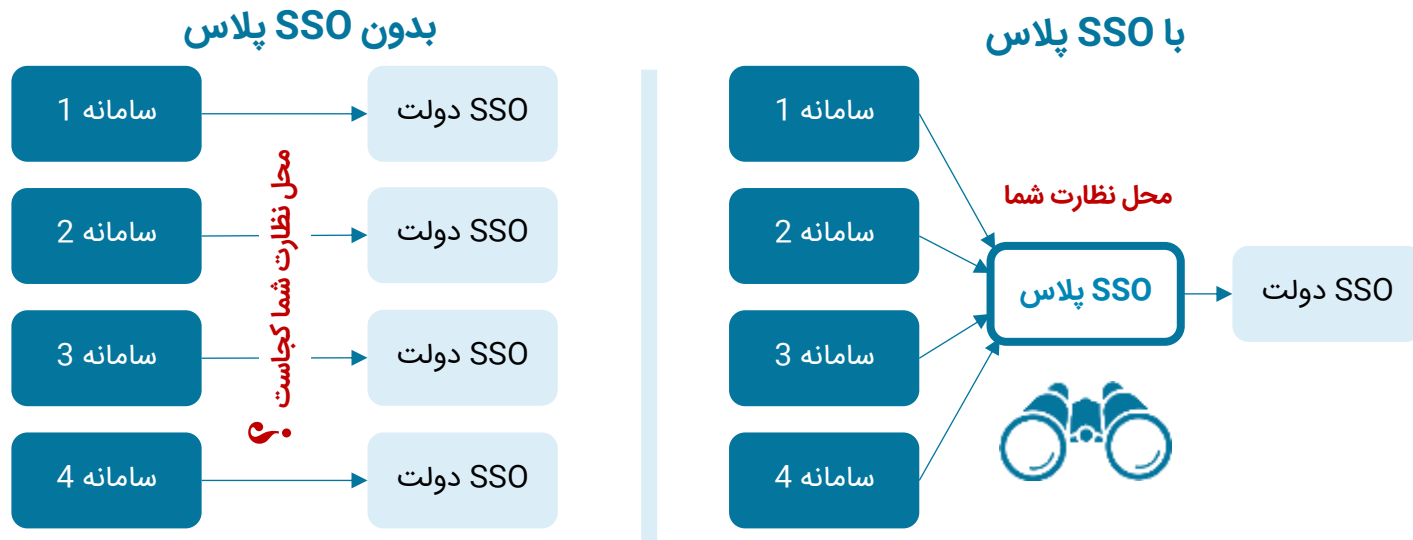 با SSO پلاس
سامانه 1
سامانه 2
سامانه 3
سامانه 4
محل نظارت شما
SSO پلاس
SSO دولت
بدون SSO پلاس
سامانه 1
SSO دولت
سامانه 2
SSO دولت
سامانه 3
SSO دولت
سامانه 4
SSO دولت
محل نظارت شما کجاست ؟